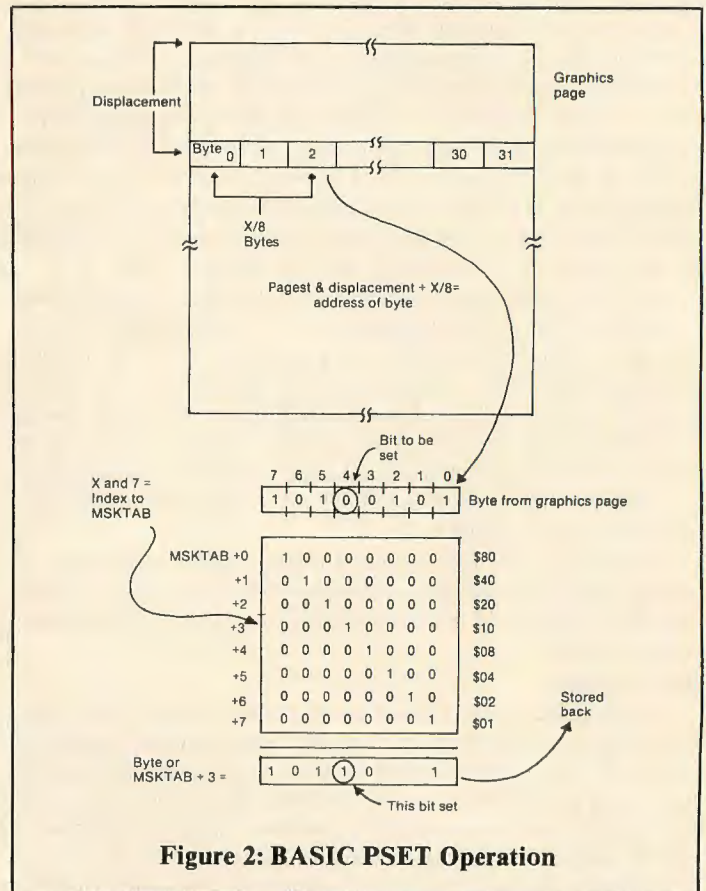 Graphics
page
Displacement
Byte 0 1 2 30 31
X/8
Bytes
Pagest & displacement + X/8=
address of byte
Bit to be
set
7 6 5 4 3 2 1 0
1 0 1 0 0 1 0 1
Byte from graphics page
X and 7 =
Index to
MSKTAB
MSKTAB +0 1 0 0 0 0 0 0 0 $80
+1 0 1 0 0 0 0 0 0 $40
+2 0 0 1 0 0 0 0 0 $20
+3 0 0 0 1 0 0 0 0 $10
+4 0 0 0 0 1 0 0 0 $08
+5 0 0 0 0 0 1 0 0 $04
+6 0 0 0 0 0 0 1 0 $02
+7 0 0 0 0 0 0 0 1 $01
Stored
back
Byte or
MSKTAB + 3 = 1 0 1 1 0 1
This bit set
Figure 2: BASIC PSET Operation